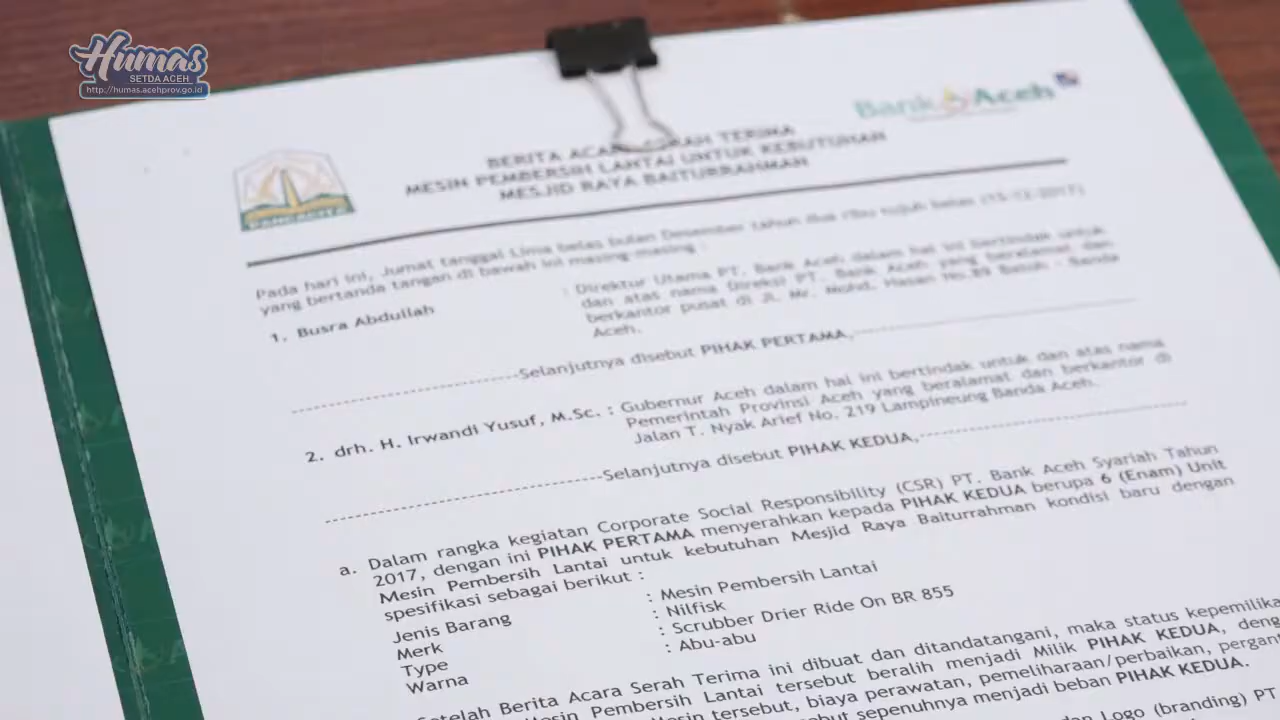 Humas
SETDA ACEH
http://humas.acehprov.go.id
Bank Aceh
BERITA ACARA SERAH TERIMA
MESIN PEMBERSIH LANTAI UNTUK KEBUTUHAN
MESJID RAYA BAITURRAHMAN
PANCACITA
Pada hari ini, Jumat tanggal Lima belas bulan Desember tahun dua ribu tujuh belas (15-12-2017)
yang bertanda tangan di bawah ini masing-masing :
1. Busra Abdullah : Direktur Utama PT. Bank Aceh dalam hal ini bertindak untuk
dan atas nama Direksi PT. Bank Aceh yang beralamat dan
berkantor pusat di Jl. Mr. Mohd. Hasan No.89 Batoh - Banda
Aceh.
Selanjutnya disebut PIHAK PERTAMA,
2. drh. H. Irwandi Yusuf, M.Sc. : Gubernur Aceh dalam hal ini bertindak untuk dan atas nama
Pemerintah Provinsi Aceh yang beralamat dan berkantor di
Jalan T. Nyak Arief No. 219 Lampineung Banda Aceh.
Selanjutnya disebut PIHAK KEDUA,
a. Dalam rangka kegiatan Corporate Social Responsibility (CSR) PT. Bank Aceh Syariah Tahun
2017, dengan ini PIHAK PERTAMA menyerahkan kepada PIHAK KEDUA berupa 6 (Enam) Unit
Mesin Pembersih Lantai untuk kebutuhan Mesjid Raya Baiturrahman kondisi baru dengan
spesifikasi sebagai berikut :
Jenis Barang : Mesin Pembersih Lantai
Merk : Nilfisk
Type : Scrubber Drier Ride On BR 855
Warna : Abu-abu
Setelah Berita Acara Serah Terima ini dibuat dan ditandatangani, maka status kepemilika
Mesin Pembersih Lantai tersebut beralih menjadi Milik PIHAK KEDUA, deng
Mesin tersebut, biaya perawatan, pemeliharaan/perbaikan, pergant
sebut sepenuhnya menjadi beban PIHAK KEDUA.
dan Logo (branding) PT